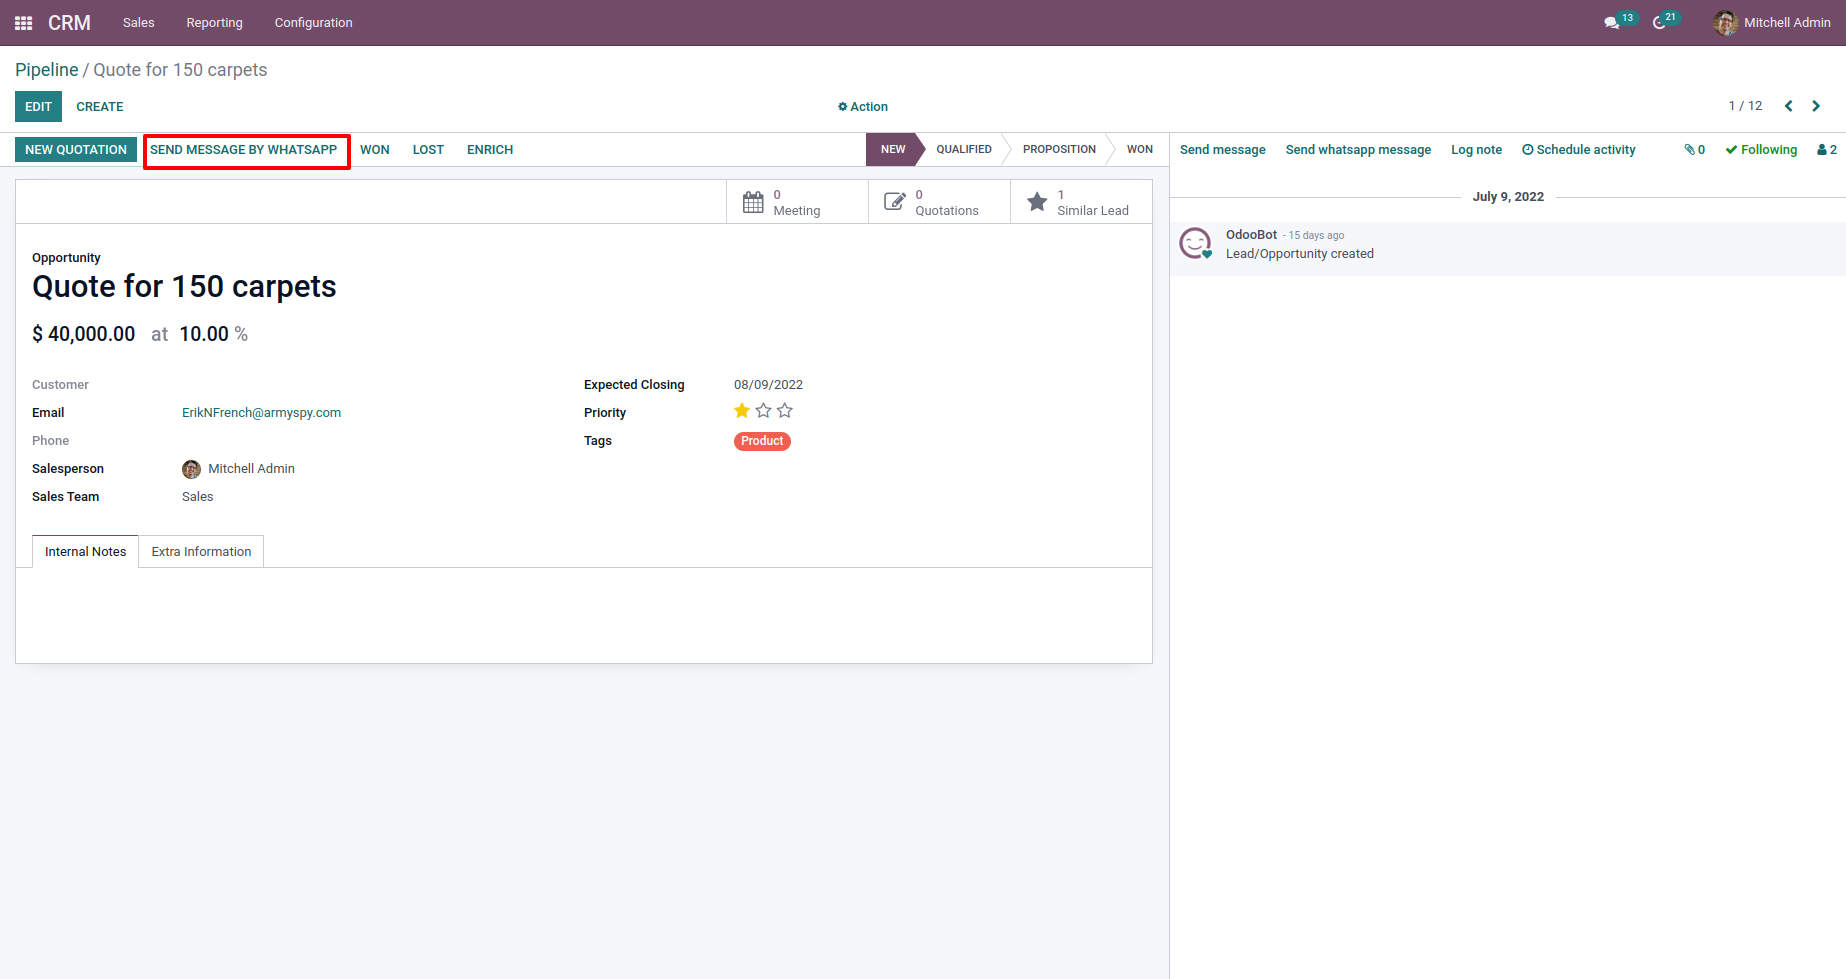 CRM Sales Reporting Configuration 13 21 Mitchell Admin
Pipeline / Quote for 150 carpets
EDIT CREATE Action 1 / 12
NEW QUOTATION SEND MESSAGE BY WHATSAPP WON LOST ENRICH NEW QUALIFIED PROPOSITION WON
Send message Send whatsapp message Log note Schedule activity 0 Following 2
0 Meeting
0 Quotations
1 Similar Lead
Opportunity
Quote for 150 carpets
$ 40,000.00 at 10.00 %
Customer
Email ErikNFrench@armyspy.com
Phone
Salesperson Mitchell Admin
Sales Team Sales
Expected Closing 08/09/2022
Priority
Tags Product
Internal Notes Extra Information
July 9, 2022
OdooBot - 15 days ago
Lead/Opportunity created